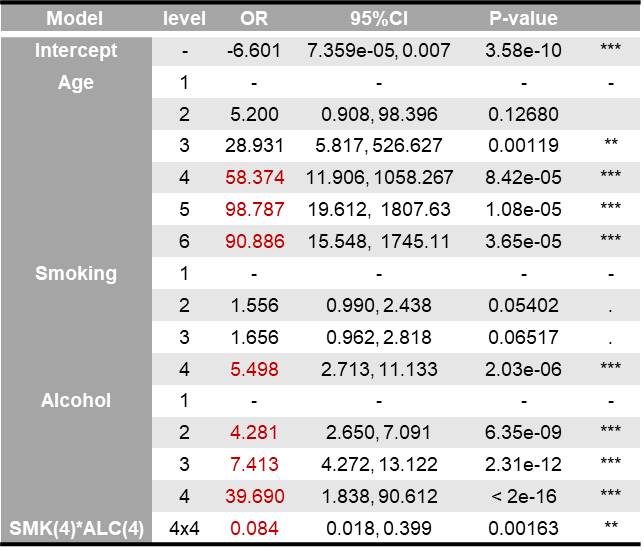 Model level OR 95%CI P-value
Intercept - -6.601 7.359e-05, 0.007 3.58e-10 ***
Age 1 - - - -
2 5.200 0.908, 98.396 0.12680
3 28.931 5.817, 526.627 0.00119 **
4 58.374 11.906, 1058.267 8.42e-05 ***
5 98.787 19.612, 1807.63 1.08e-05 ***
6 90.886 15.548, 1745.11 3.65e-05 ***
Smoking 1 - - - -
2 1.556 0.990, 2.438 0.05402 .
3 1.656 0.962, 2.818 0.06517 .
4 5.498 2.713, 11.133 2.03e-06 ***
Alcohol 1 - - - -
2 4.281 2.650, 7.091 6.35e-09 ***
3 7.413 4.272, 13.122 2.31e-12 ***
4 39.690 1.838, 90.612 < 2e-16 ***
SMK(4)*ALC(4) 4x4 0.084 0.018, 0.399 0.00163 **